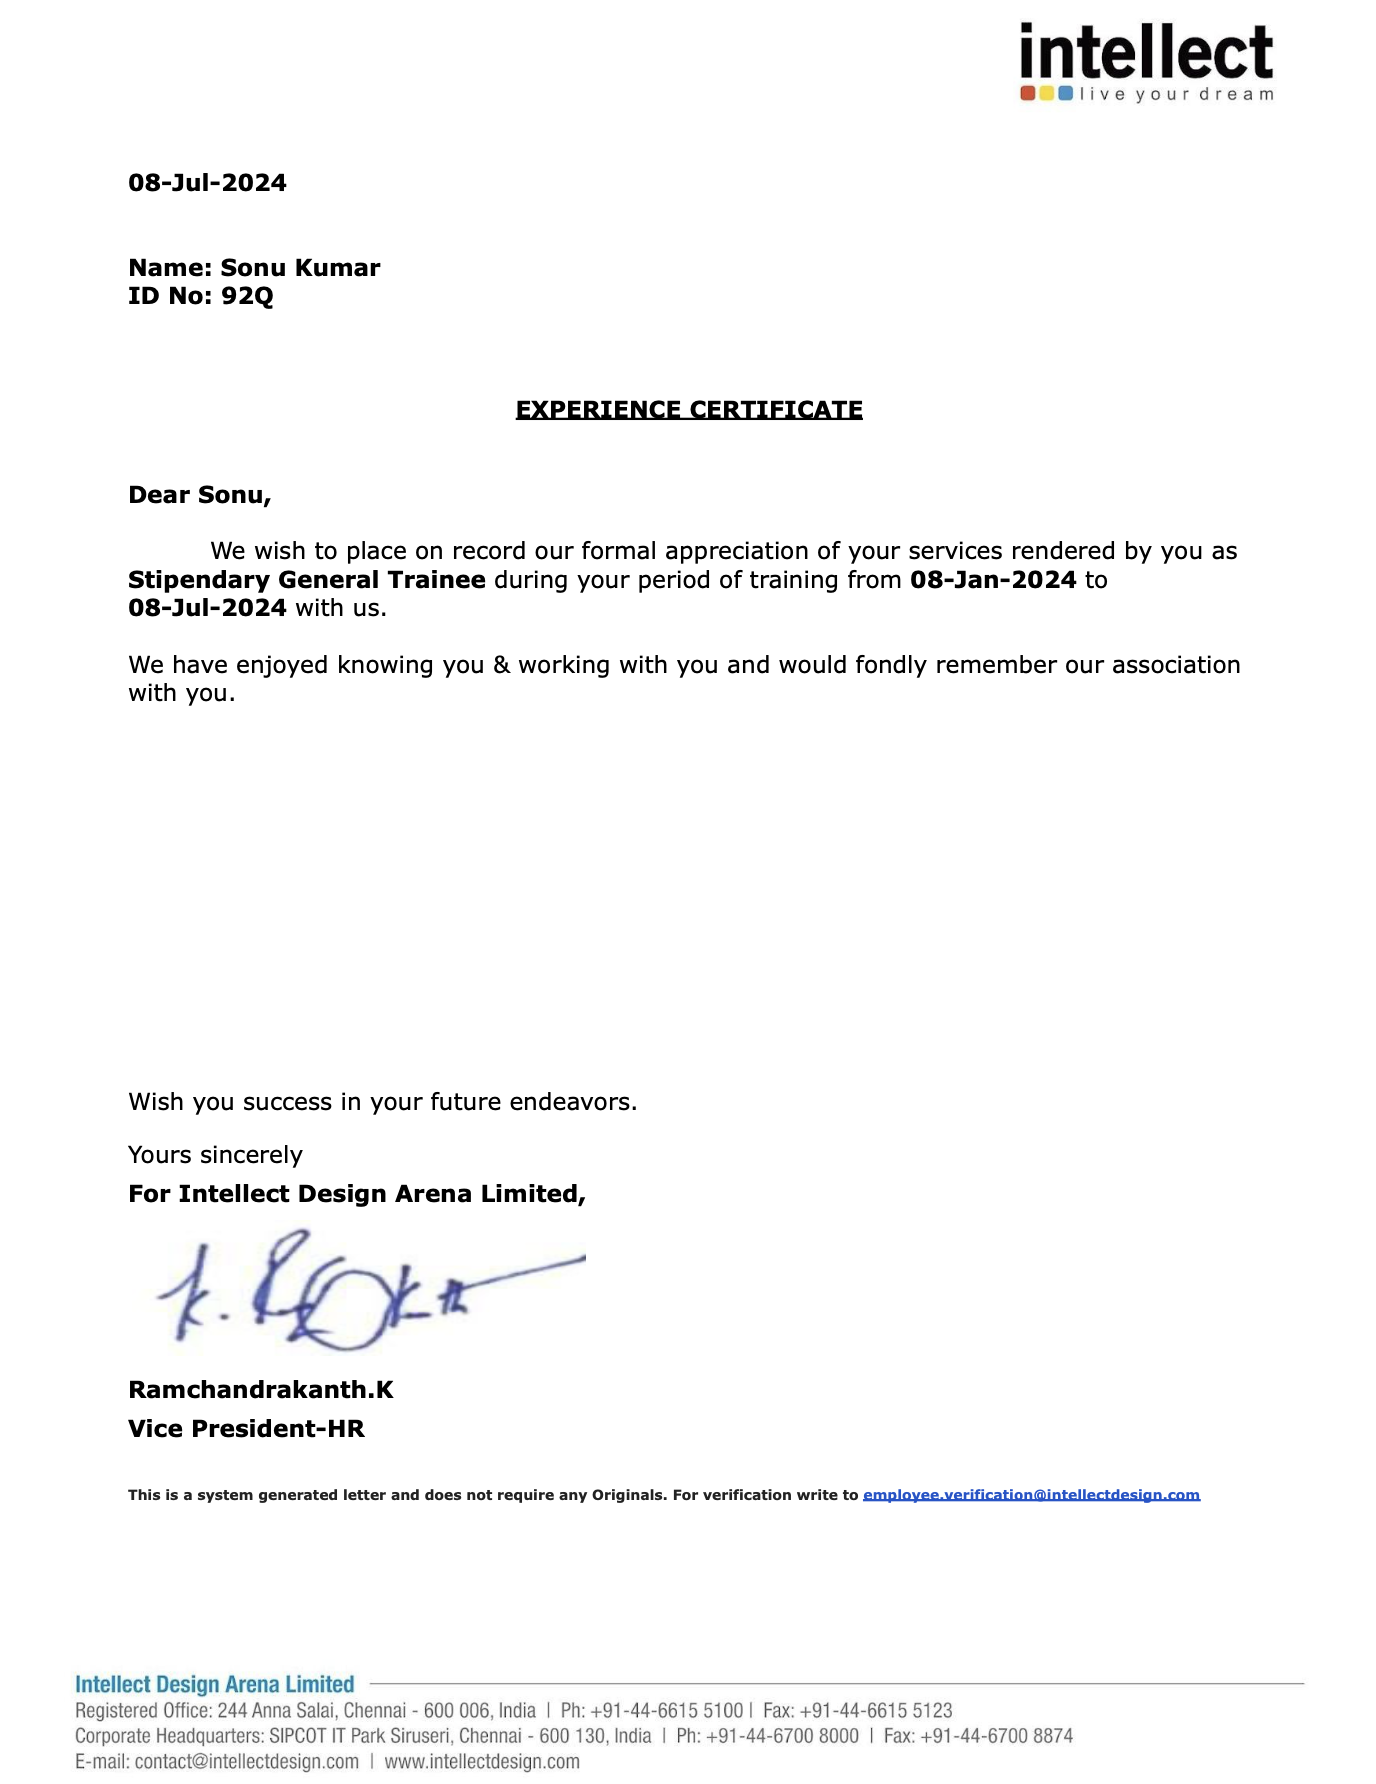 intellect
live your dream
08-Jul-2024
Name: Sonu Kumar
ID No: 92Q
EXPERIENCE CERTIFICATE
Dear Sonu,
We wish to place on record our formal appreciation of your services rendered by you as
Stipendary General Trainee during your period of training from 08-Jan-2024 to
08-Jul-2024 with us.
We have enjoyed knowing you & working with you and would fondly remember our association
with you.
Wish you success in your future endeavors.
Yours sincerely
For Intellect Design Arena Limited,
Ramchandrakanth.K
Vice President-HR
This is a system generated letter and does not require any Originals. For verification write to employee.verification@intellectdesign.com
Intellect Design Arena Limited
Registered Office: 244 Anna Salai, Chennai - 600 006, India | Ph: +91-44-6615 5100 | Fax: +91-44-6615 5123
Corporate Headquarters: SIPCOT IT Park Siruseri, Chennai - 600 130, India | Ph: +91-44-6700 8000 | Fax: +91-44-6700 8874
E-mail: contact@intellectdesign.com | www.intellectdesign.com